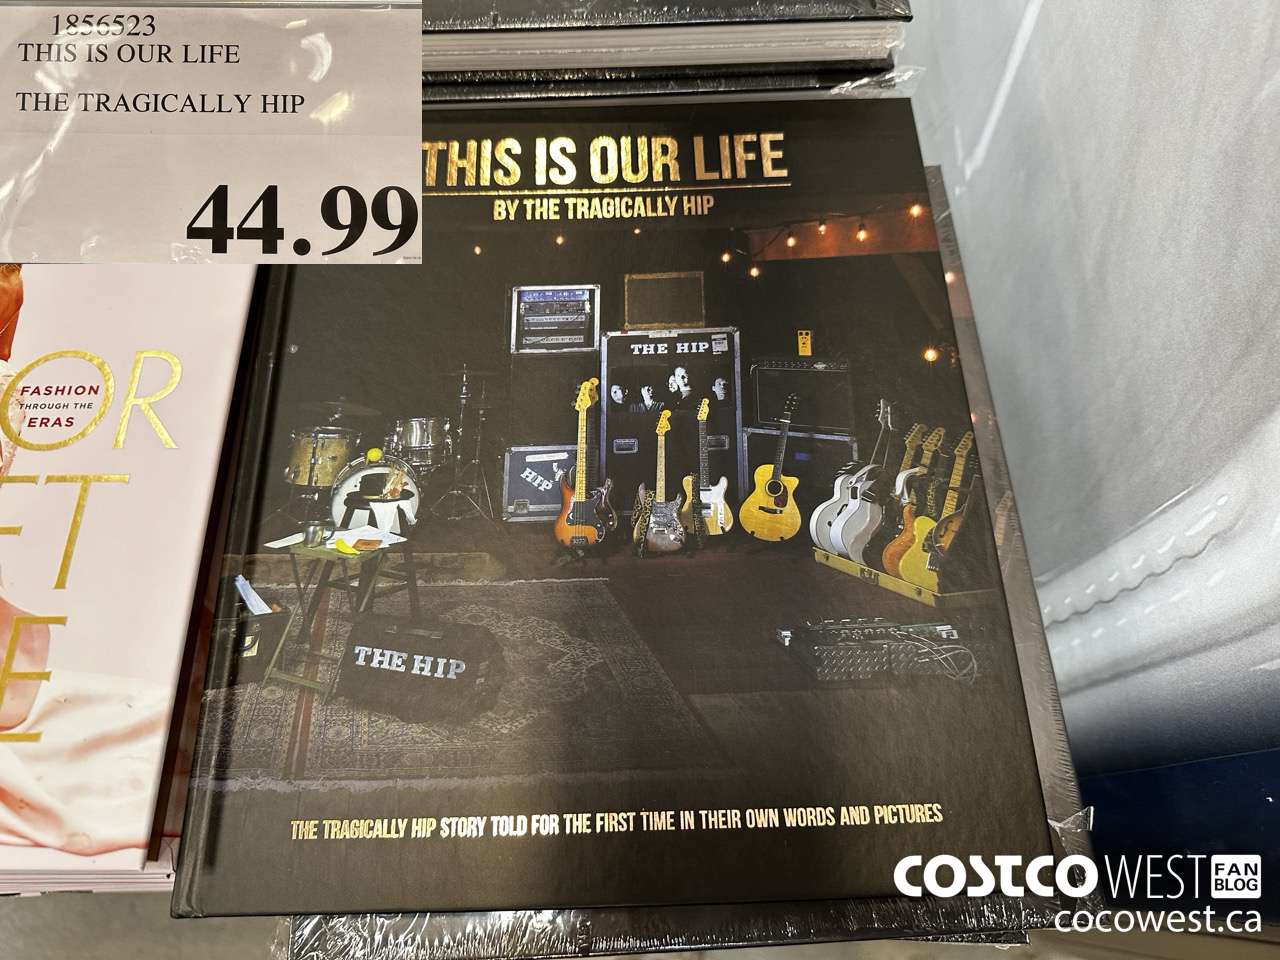 1856523
THIS IS OUR LIFE
THE TRAGICALLY HIP
44.99
THIS IS OUR LIFE
BY THE TRAGICALLY HIP
THE HIP
HIP
THE HIP
THE TRAGICALLY HIP STORY TOLD FOR THE FIRST TIME IN THEIR OWN WORDS AND PICTURES
OR
FASHION
THROUGH THE
ERAS
ET
E
COSTCO WEST FAN
BLOG
cocowest.ca